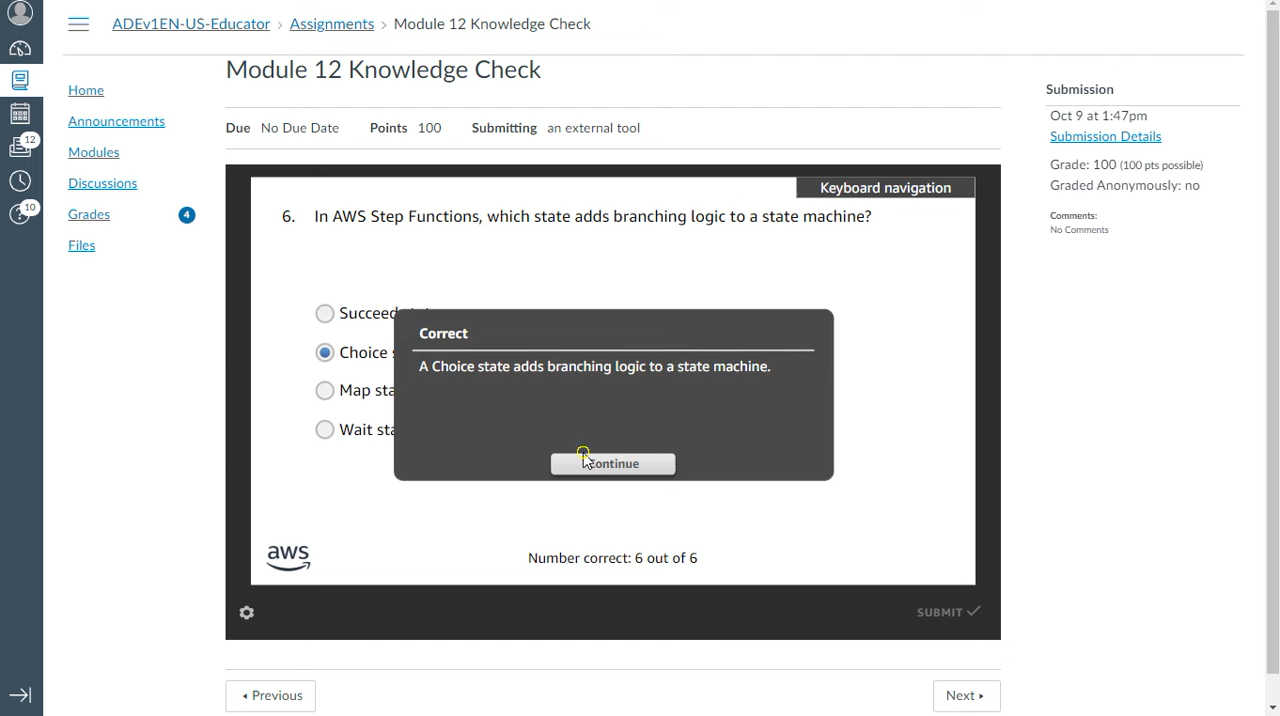 ADEv1EN-US-Educator › Assignments › Module 12 Knowledge Check
Module 12 Knowledge Check
Due No Due Date Points 100 Submitting an external tool
Home
Announcements
Modules
Discussions
Grades 4
Files
12
10
Keyboard navigation
6. In AWS Step Functions, which state adds branching logic to a state machine?
Succeed
Choice
Map sta
Wait sta
Correct
A Choice state adds branching logic to a state machine.
Continue
aws
Number correct: 6 out of 6
SUBMIT
Previous
Next
Submission
Oct 9 at 1:47pm
Submission Details
Grade: 100 (100 pts possible)
Graded Anonymously: no
Comments:
No Comments